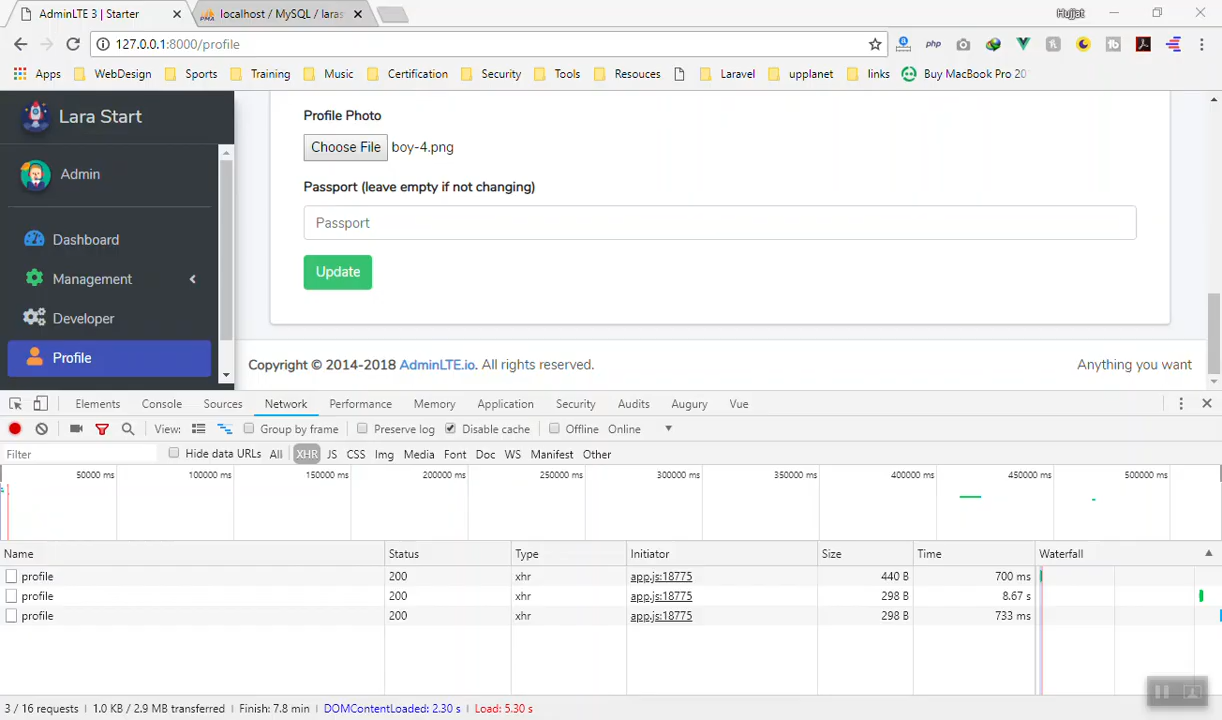 AdminLTE 3 | Starter
localhost / MySQL / laras
Hujjat
127.0.0.1:8000/profile
php
Apps WebDesign Sports Training Music Certification Security Tools Resouces Laravel upplanet links Buy MacBook Pro 20
Lara Start
Admin
Dashboard
Management
Developer
Profile
Profile Photo
Choose File boy-4.png
Passport (leave empty if not changing)
Passport
Update
Copyright © 2014-2018 AdminLTE.io. All rights reserved.
Anything you want
Elements Console Sources Network Performance Memory Application Security Audits Augury Vue
View: Group by frame Preserve log Disable cache Offline Online
Filter Hide data URLs All XHR JS CSS Img Media Font Doc WS Manifest Other
50000 ms 100000 ms 150000 ms 200000 ms 250000 ms 300000 ms 350000 ms 400000 ms 450000 ms 500000 ms
Name Status Type Initiator Size Time Waterfall
profile 200 xhr app.js:18775 440 B 700 ms
profile 200 xhr app.js:18775 298 B 8.67 s
profile 200 xhr app.js:18775 298 B 733 ms
3 / 16 requests | 1.0 KB / 2.9 MB transferred | Finish: 7.8 min | DOMContentLoaded: 2.30 s | Load: 5.30 s